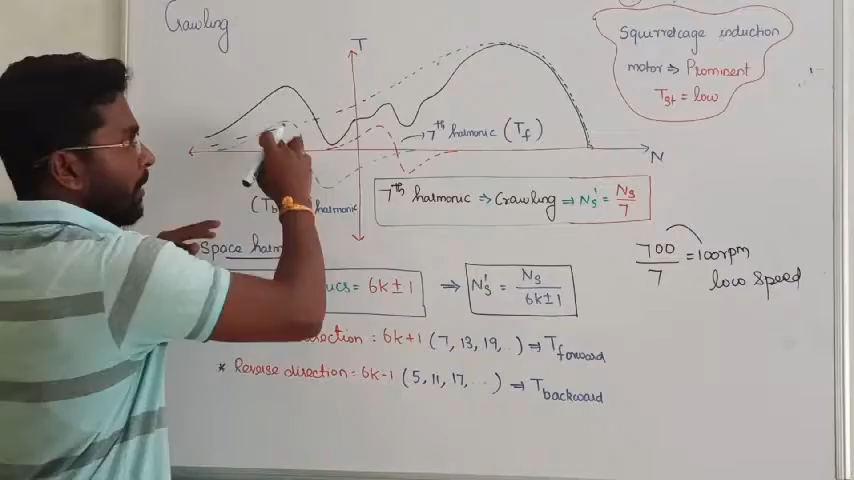 Crawling
Squirrelcage induction
motor ⇒ Prominent
Tst = low
T
7th harmonic (Tf)
N
7th harmonic ⇒ Crawling ⇒ Ns' = Ns/7
(Tb
harmonic
700/7 = 100rpm
low speed
Space harm
ics = 6k ± 1 ⇒ Ns' = Ns/6k±1
direction : 6k+1 (7, 13, 19, ..) ⇒ Tforward
* Reverse direction = 6k-1 (5, 11, 17, ...) ⇒ Tbackward